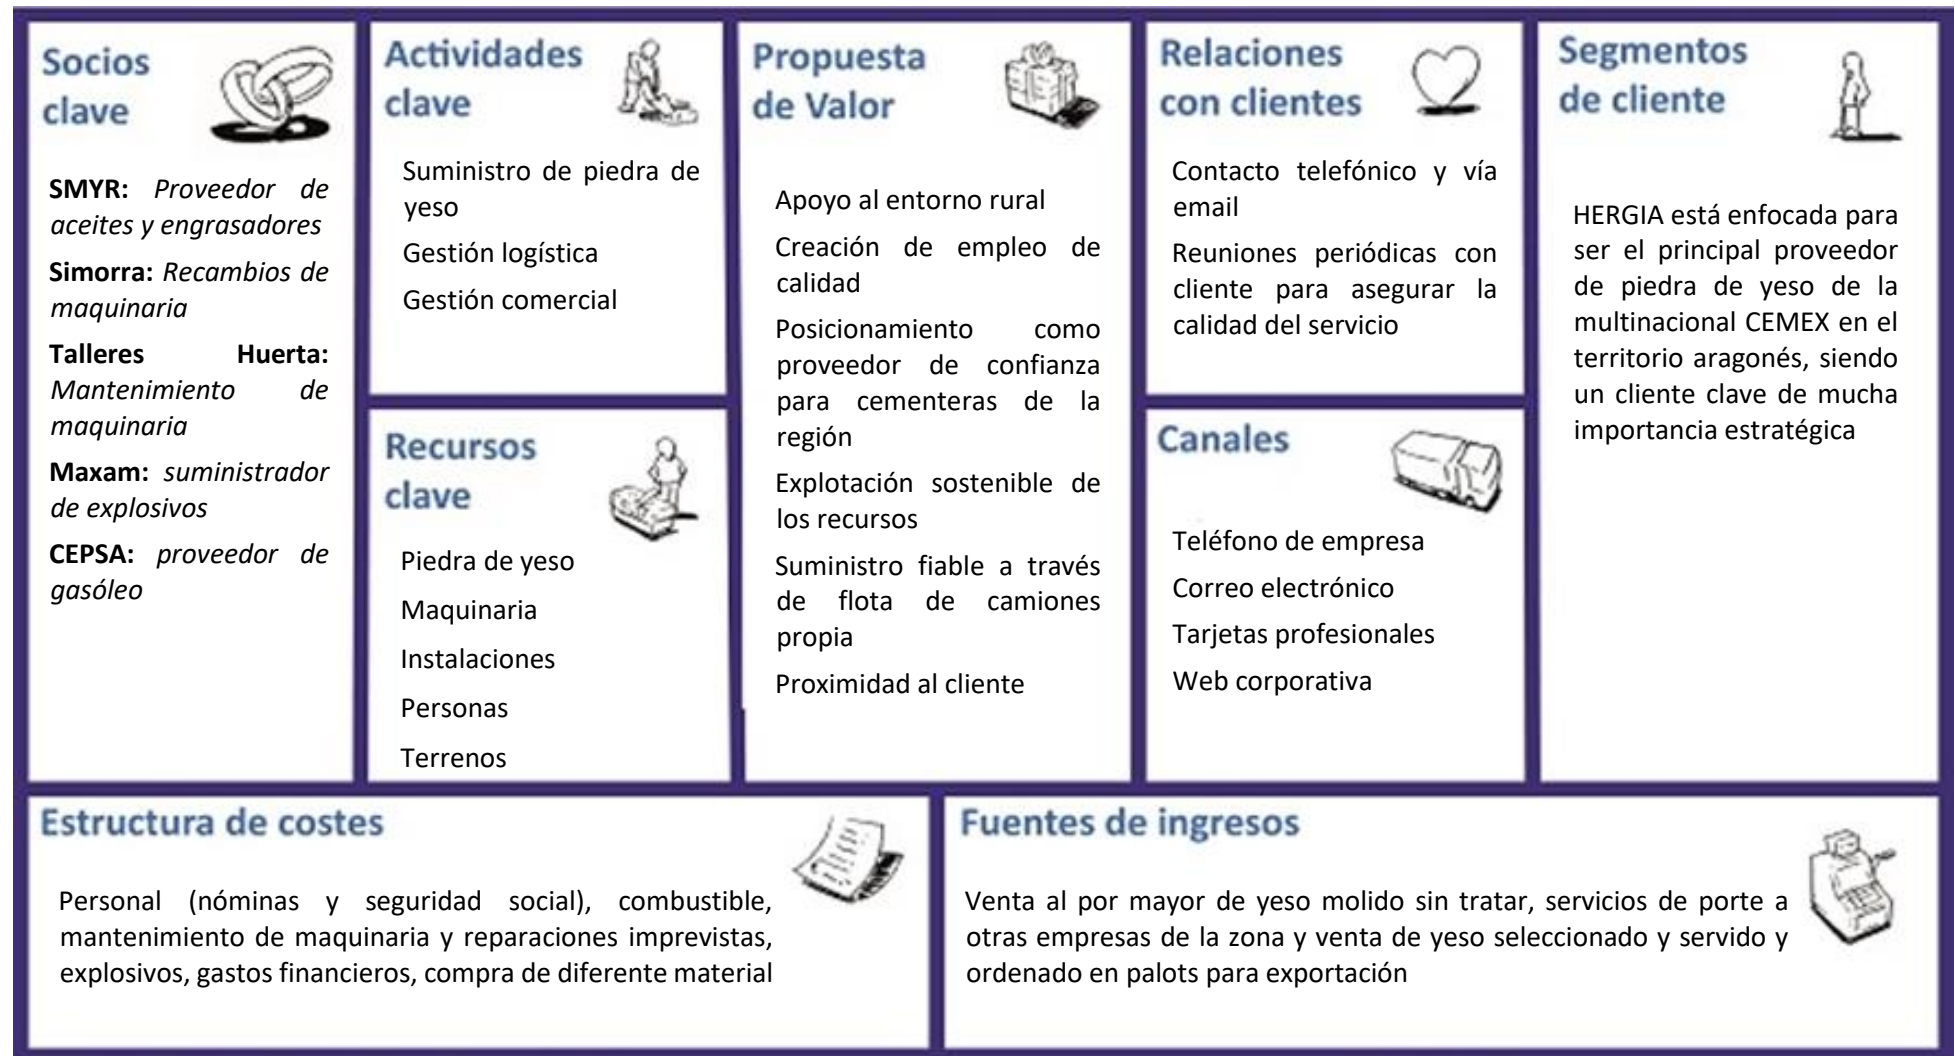 Socios
clave
SMYR: Proveedor de
aceites y engrasadores
Simorra: Recambios de
maquinaria
Talleres Huerta:
Mantenimiento de
maquinaria
Maxam: suministrador
de explosivos
CEPSA: proveedor de
gasóleo
Actividades
clave
Suministro de piedra de
yeso
Gestión logística
Gestión comercial
Recursos
clave
Piedra de yeso
Maquinaria
Instalaciones
Personas
Terrenos
Propuesta
de Valor
Apoyo al entorno rural
Creación de empleo de
calidad
Posicionamiento como
proveedor de confianza
para cementeras de la
región
Explotación sostenible de
los recursos
Suministro fiable a través
de flota de camiones
propia
Proximidad al cliente
Relaciones
con clientes
Contacto telefónico y vía
email
Reuniones periódicas con
cliente para asegurar la
calidad del servicio
Canales
Teléfono de empresa
Correo electrónico
Tarjetas profesionales
Web corporativa
Segmentos
de cliente
HERGIA está enfocada para
ser el principal proveedor
de piedra de yeso de la
multinacional CEMEX en el
territorio aragonés, siendo
un cliente clave de mucha
importancia estratégica
Estructura de costes
Personal (nóminas y seguridad social), combustible,
mantenimiento de maquinaria y reparaciones imprevistas,
explosivos, gastos financieros, compra de diferente material
Fuentes de ingresos
Venta al por mayor de yeso molido sin tratar, servicios de porte a
otras empresas de la zona y venta de yeso seleccionado y servido y
ordenado en palots para exportación